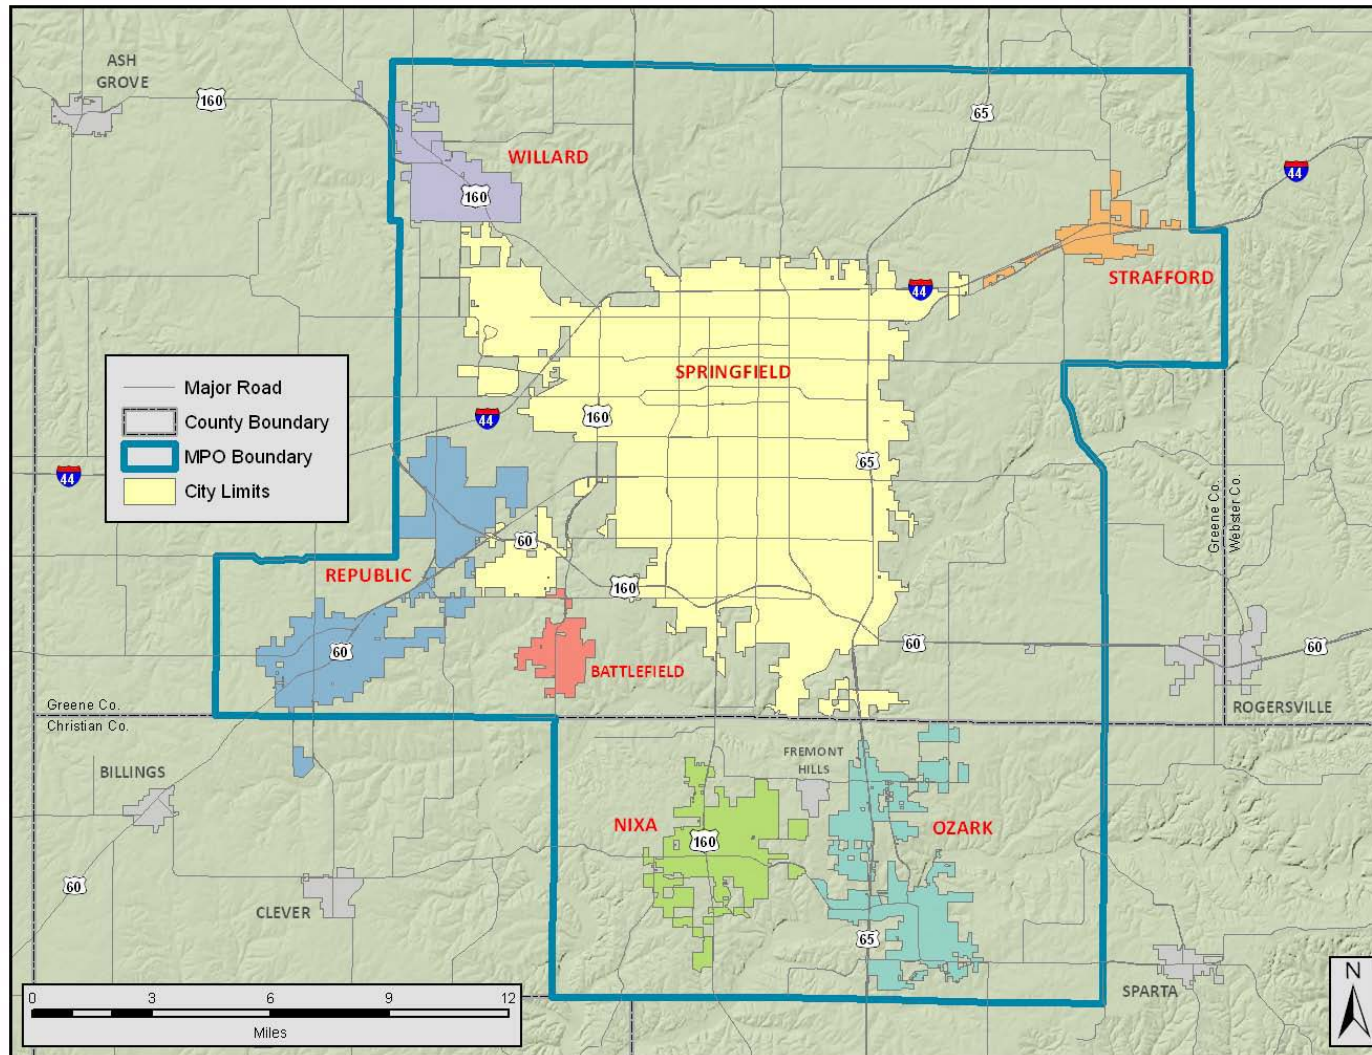 ASH
GROVE
160
65
WILLARD
44
160
STRAFFORD
44
SPRINGFIELD
Major Road
County Boundary
MPO Boundary
City Limits
160
44
65
44
Greene Co.
Webster Co.
60
REPUBLIC
160
60
60
60
BATTLEFIELD
Greene Co.
Christian Co.
ROGERSVILLE
FREMONT
HILLS
BILLINGS
NIXA
160
OZARK
60
CLEVER
65
SPARTA
N
0 3 6 9 12
Miles